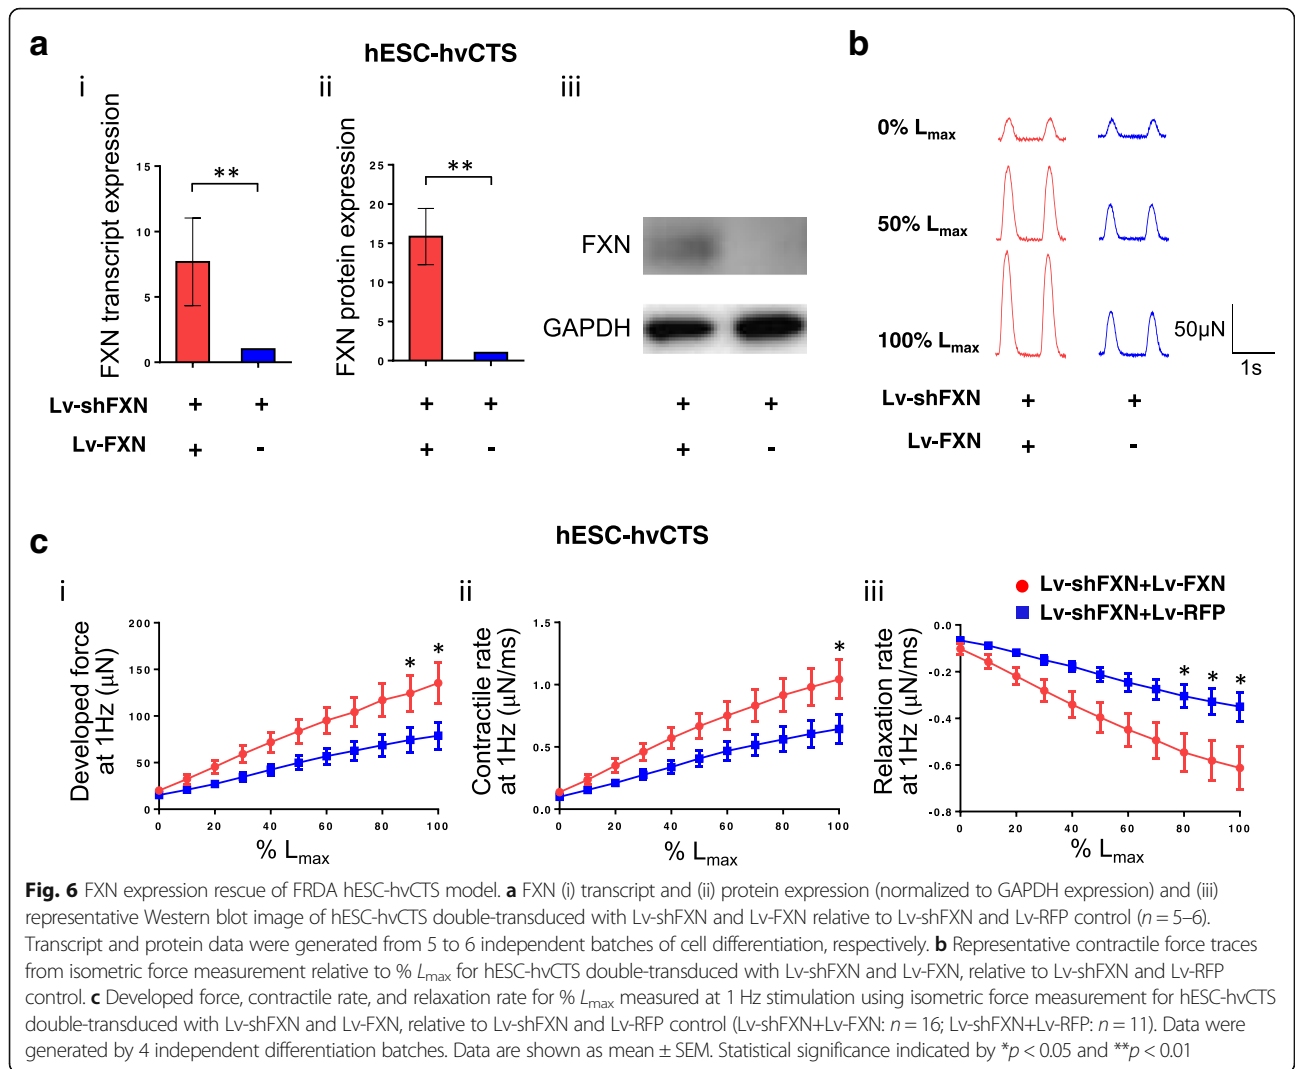 a
hESC-hvCTS
i
FXN transcript expression
15
10
5
0
**
ii
FXN protein expression
25
20
15
10
5
0
**
iii
FXN
GAPDH
Lv-shFXN + + + + + +
Lv-FXN + - + - + -
b
0% Lmax
50% Lmax
100% Lmax
50µN
1s
Lv-shFXN + +
Lv-FXN + -
c
hESC-hvCTS
i
Developed force
at 1Hz (µN)
200
150
100
50
0
* *
0 20 40 60 80 100
% Lmax
ii
Contractile rate
at 1Hz (µN/ms)
1.5
1.0
0.5
0.0
*
0 20 40 60 80 100
% Lmax
iii
Lv-shFXN+Lv-FXN
Lv-shFXN+Lv-RFP
Relaxation rate
at 1Hz (µN/ms)
0.0
-0.2
-0.4
-0.6
-0.8
* * *
0 20 40 60 80 100
% Lmax
Fig. 6 FXN expression rescue of FRDA hESC-hvCTS model. a FXN (i) transcript and (ii) protein expression (normalized to GAPDH expression) and (iii)
representative Western blot image of hESC-hvCTS double-transduced with Lv-shFXN and Lv-FXN relative to Lv-shFXN and Lv-RFP control (n = 5–6).
Transcript and protein data were generated from 5 to 6 independent batches of cell differentiation, respectively. b Representative contractile force traces
from isometric force measurement relative to % Lmax for hESC-hvCTS double-transduced with Lv-shFXN and Lv-FXN, relative to Lv-shFXN and Lv-RFP
control. c Developed force, contractile rate, and relaxation rate for % Lmax measured at 1 Hz stimulation using isometric force measurement for hESC-hvCTS
double-transduced with Lv-shFXN and Lv-FXN, relative to Lv-shFXN and Lv-RFP control (Lv-shFXN+Lv-FXN: n = 16; Lv-shFXN+Lv-RFP: n = 11). Data were
generated by 4 independent differentiation batches. Data are shown as mean ± SEM. Statistical significance indicated by *p < 0.05 and **p < 0.01